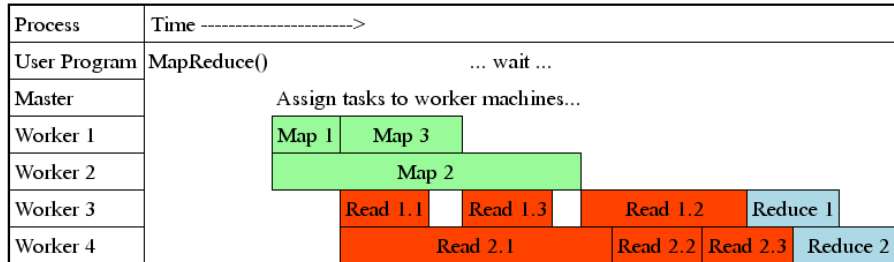 Process Time ---------------------->
User Program MapReduce() ... wait ...
Master Assign tasks to worker machines...
Worker 1 Map 1 Map 3
Worker 2 Map 2
Worker 3 Read 1.1 Read 1.3 Read 1.2 Reduce 1
Worker 4 Read 2.1 Read 2.2 Read 2.3 Reduce 2